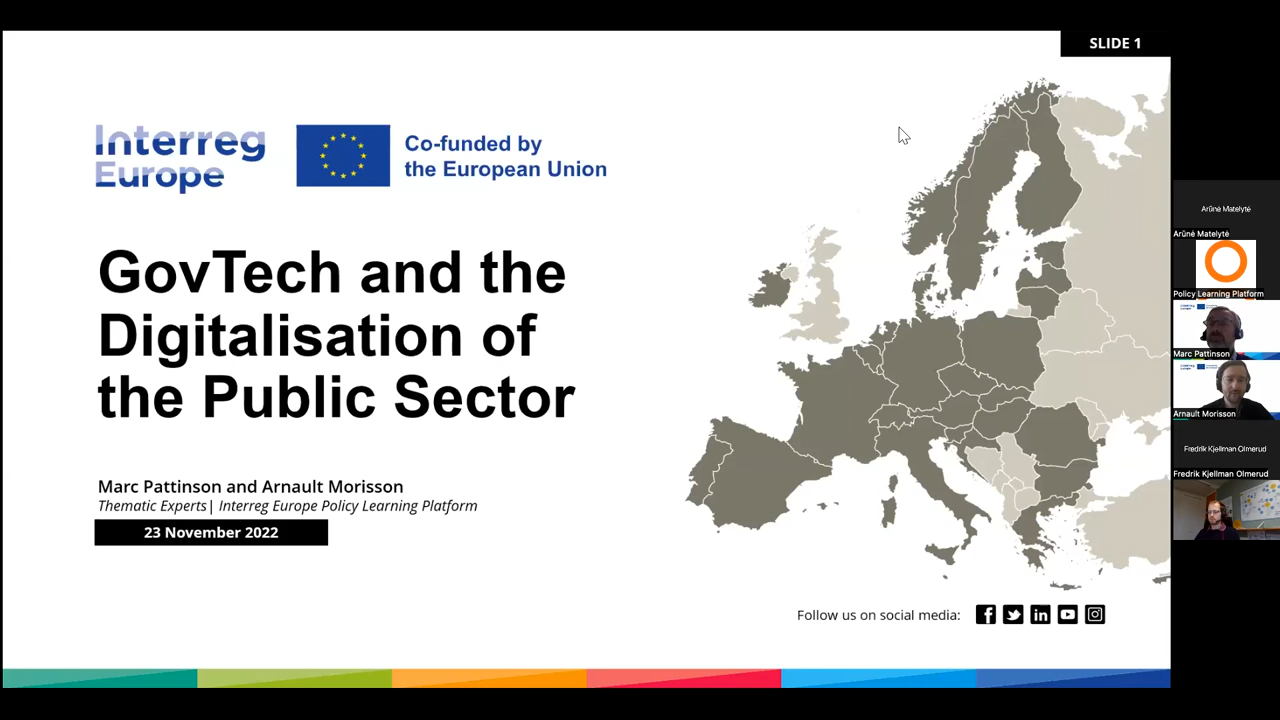 SLIDE 1
Interreg
Europe
Co-funded by
the European Union
GovTech and the
Digitalisation of
the Public Sector
Marc Pattinson and Arnault Morisson
Thematic Experts| Interreg Europe Policy Learning Platform
23 November 2022
Follow us on social media:
Arūnė Matelytė
Arūnė Matelytė
Policy Learning Platform
Marc Pattinson
Arnault Morisson
Fredrik Kjellman Olmerud
Fredrik Kjellman Olmerud